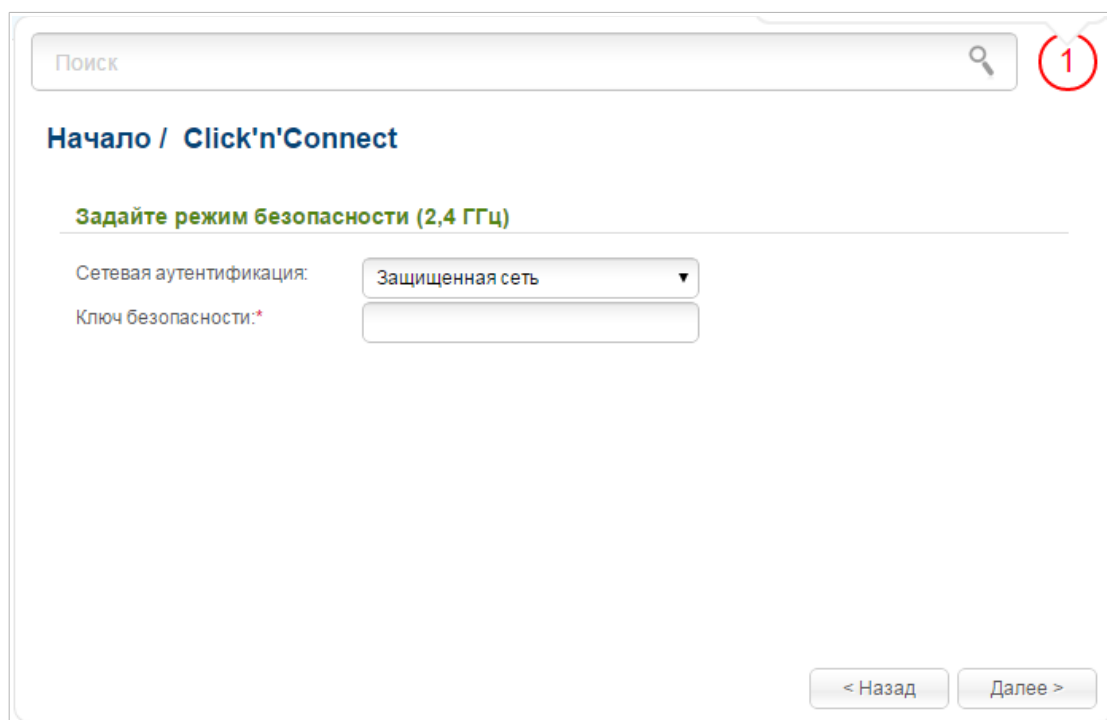 Поиск
1
Начало / Click'n'Connect
Задайте режим безопасности (2,4 ГГц)
Сетевая аутентификация: Защищенная сеть
Ключ безопасности:*
< Назад Далее >